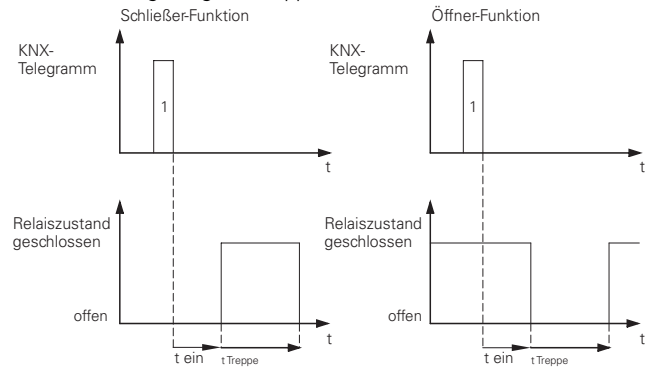 Schließer-Funktion
KNX-
Telegramm
1
t
Relaiszustand
geschlossen
offen
t ein
t Treppe
t
Öffner-Funktion
KNX-
Telegramm
1
t
Relaiszustand
geschlossen
offen
t ein
t Treppe
t